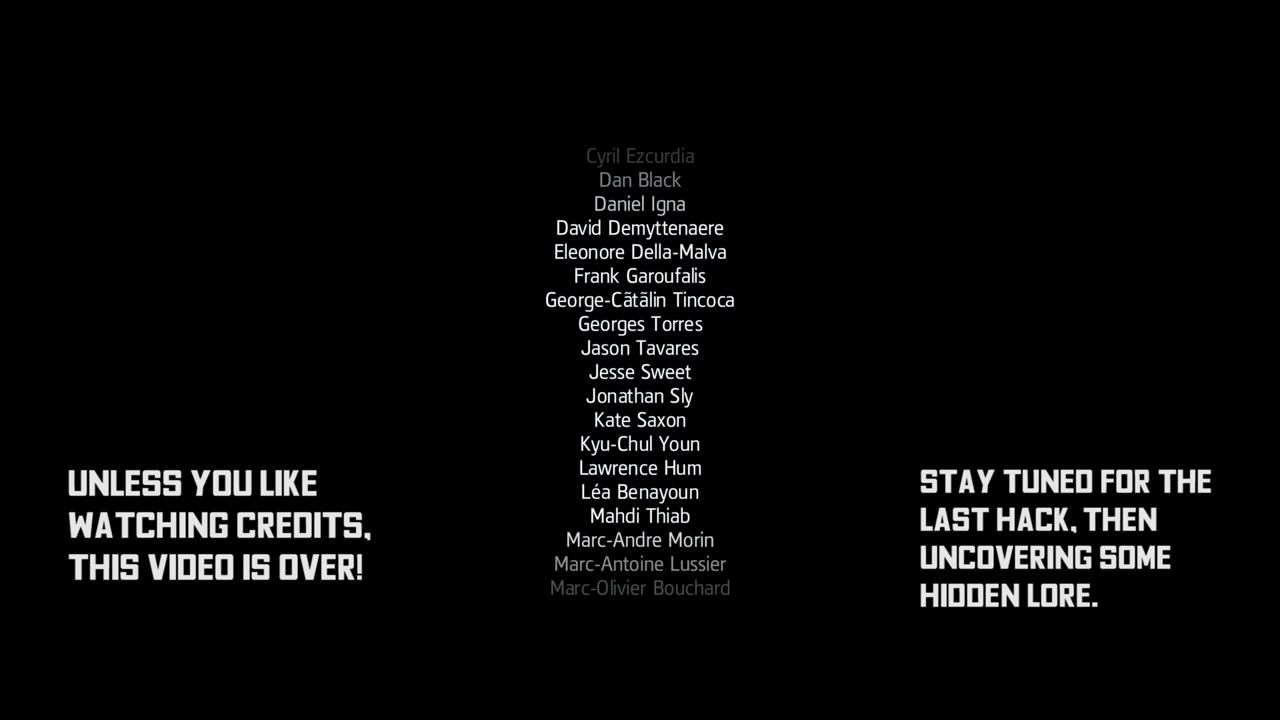 Cyril Ezcurdia
Dan Black
Daniel Igna
David Demyttenaere
Eleonore Della-Malva
Frank Garoufalis
George-Cãtãlin Tincoca
Georges Torres
Jason Tavares
Jesse Sweet
Jonathan Sly
Kate Saxon
Kyu-Chul Youn
Lawrence Hum
Léa Benayoun
Mahdi Thiab
Marc-Andre Morin
Marc-Antoine Lussier
Marc-Olivier Bouchard
UNLESS YOU LIKE
WATCHING CREDITS,
THIS VIDEO IS OVER!
STAY TUNED FOR THE
LAST HACK, THEN
UNCOVERING SOME
HIDDEN LORE.